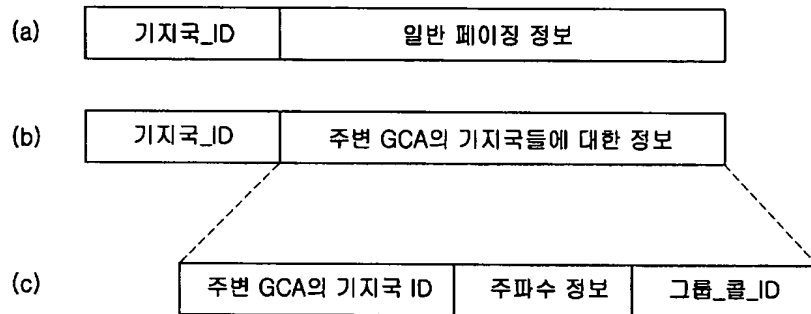 (a) 기지국_ID 일반 페이징 정보
(b) 기지국_ID 주변 GCA의 기지국들에 대한 정보
(c) 주변 GCA의 기지국 ID 주파수 정보 그룹_콜_ID